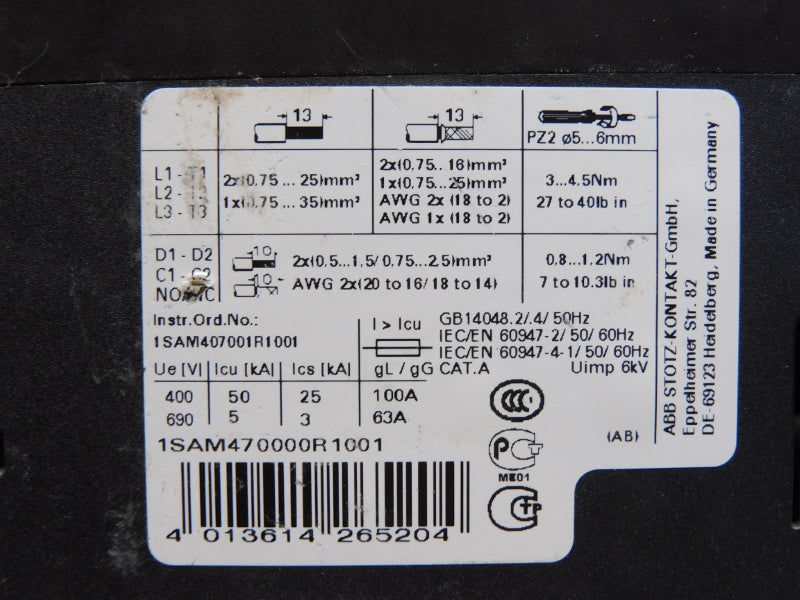 13
13
PZ2 ø5...6mm
L1 - T1
L2 -
L3 - T3
2x(0.75 ... 25)mm²
1x(0.75 ... 35)mm²
2x(0.75.. 16)mm²
1x(0.75...25)mm²
AWG 2x (18 to 2)
AWG 1x (18 to 2)
3...4.5Nm
27 to 40lb in
D1 - D2
C1 - C2
10
10
2x(0.5...1.5/0.75...2.5)mm²
AWG 2x(20 to 16/18 to 14)
0.8...1.2Nm
7 to 10.3lb in
Instr.Ord.No.:
1SAM407001R1001
I > Icu
gL / gG
GB14048.2/.4/ 50Hz
IEC/EN 60947-2/ 50/ 60Hz
IEC/EN 60947-4-1/ 50/ 60Hz
CAT.A Uimp 6kV
Ue [V] Icu [kA] Ics [kA]
400 50 25 100A
690 5 3 63A
1SAM470000R1001
4 013614 265204
CCC
PCT
ME01
(AB)
ABB STOTZ-KONTAKT-GmbH,
Eppelheimer Str. 82
DE-69123 Heidelberg, Made in Germany